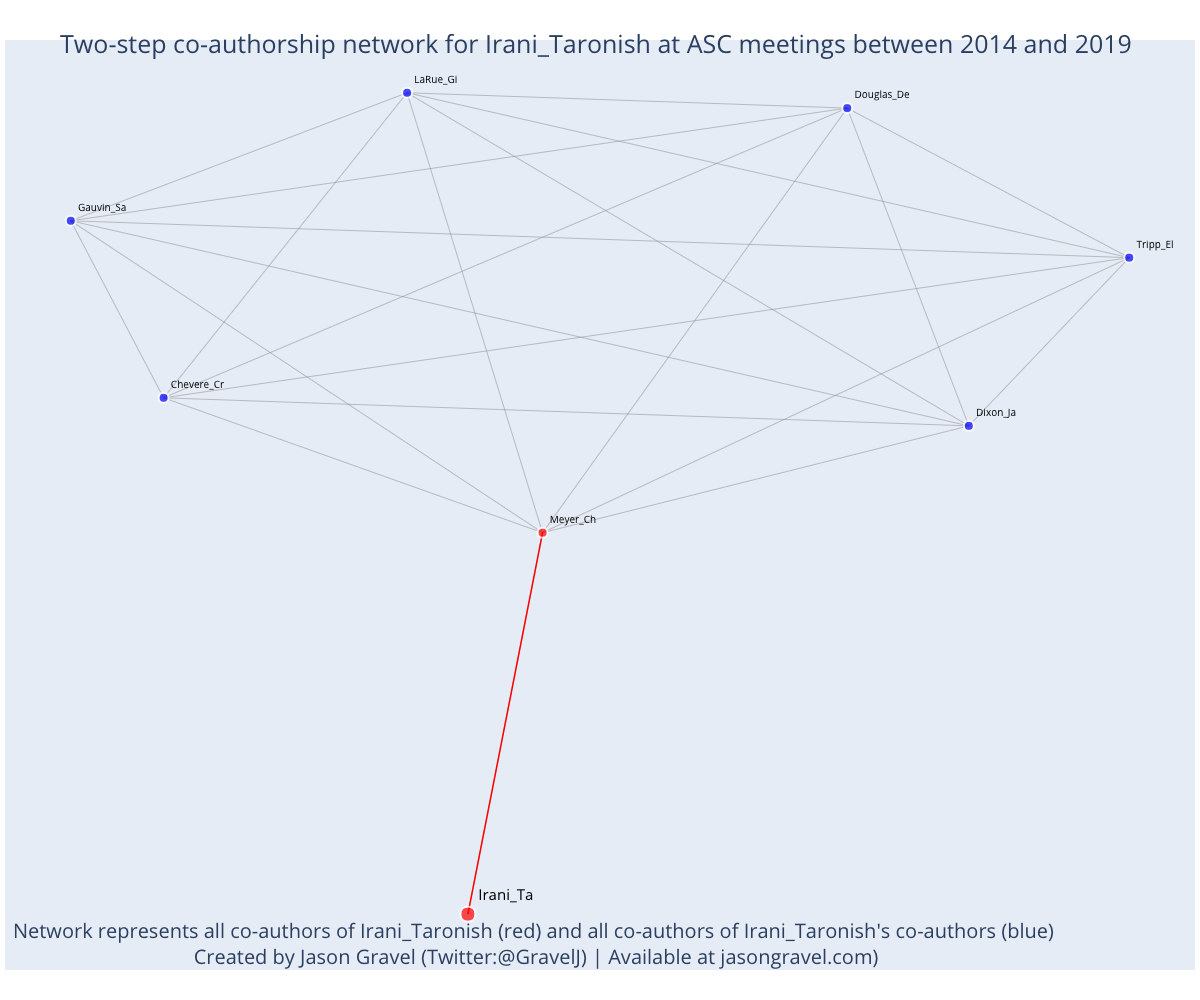 Two-step co-authorship network for Irani_Taronish at ASC meetings between 2014 and 2019
LaRue_Gi
Douglas_De
Gauvin_Sa
Tripp_El
Chevere_Cr
Dixon_Ja
Meyer_Ch
Irani_Ta
Network represents all co-authors of Irani_Taronish (red) and all co-authors of Irani_Taronish's co-authors (blue)
Created by Jason Gravel (Twitter:@GravelJ) | Available at jasongravel.com)